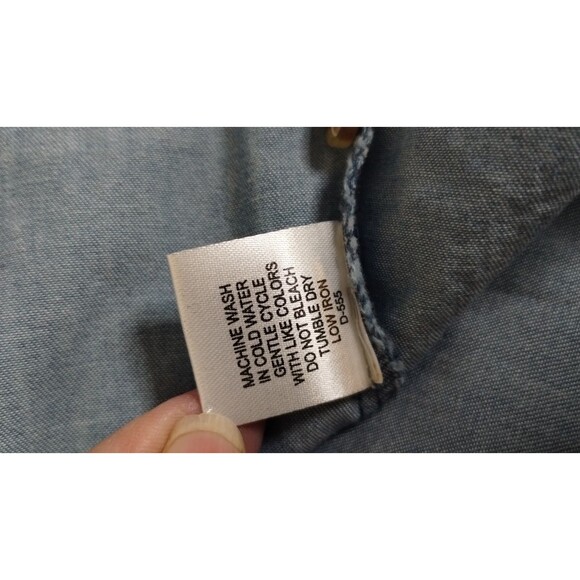 MACHINE WASH
IN COLD WATER
GENTLE CYCLE
WITH LIKE COLORS
DO NOT BLEACH
TUMBLE DRY
LOW IRON
D-555